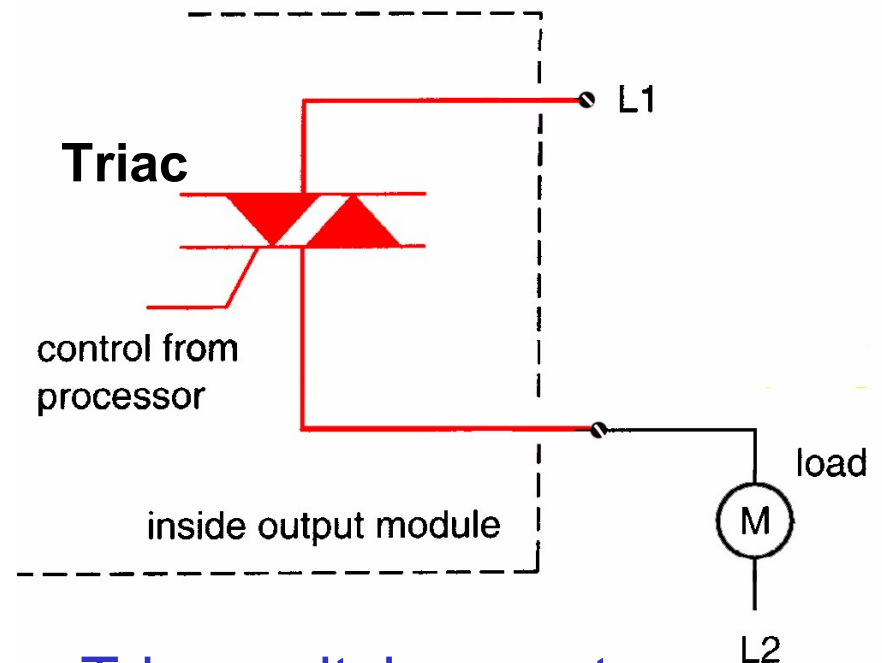 L1
Triac
control from
processor
load
inside output module
M
L2